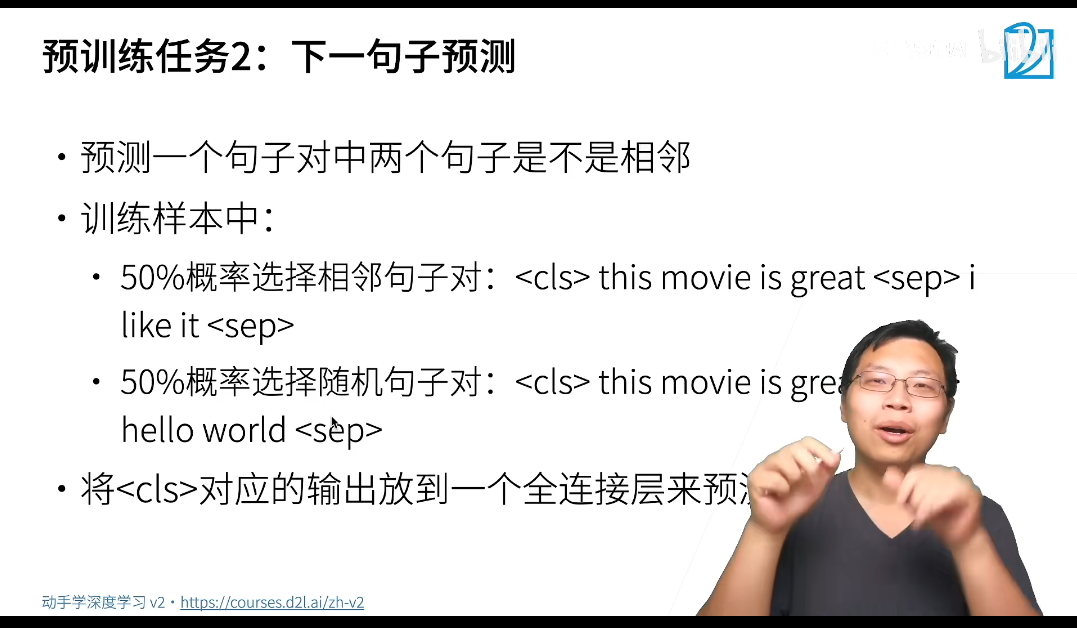 预训练任务2：下一句子预测
• 预测一个句子对中两个句子是不是相邻
• 训练样本中：
• 50%概率选择相邻句子对：<cls> this movie is great <sep> i
like it <sep>
• 50%概率选择随机句子对：<cls> this movie is
hello world <sep>
• 将<cls>对应的输出放到一个全连接层来预
动手学深度学习 v2 • https://courses.d2l.ai/zh-v2